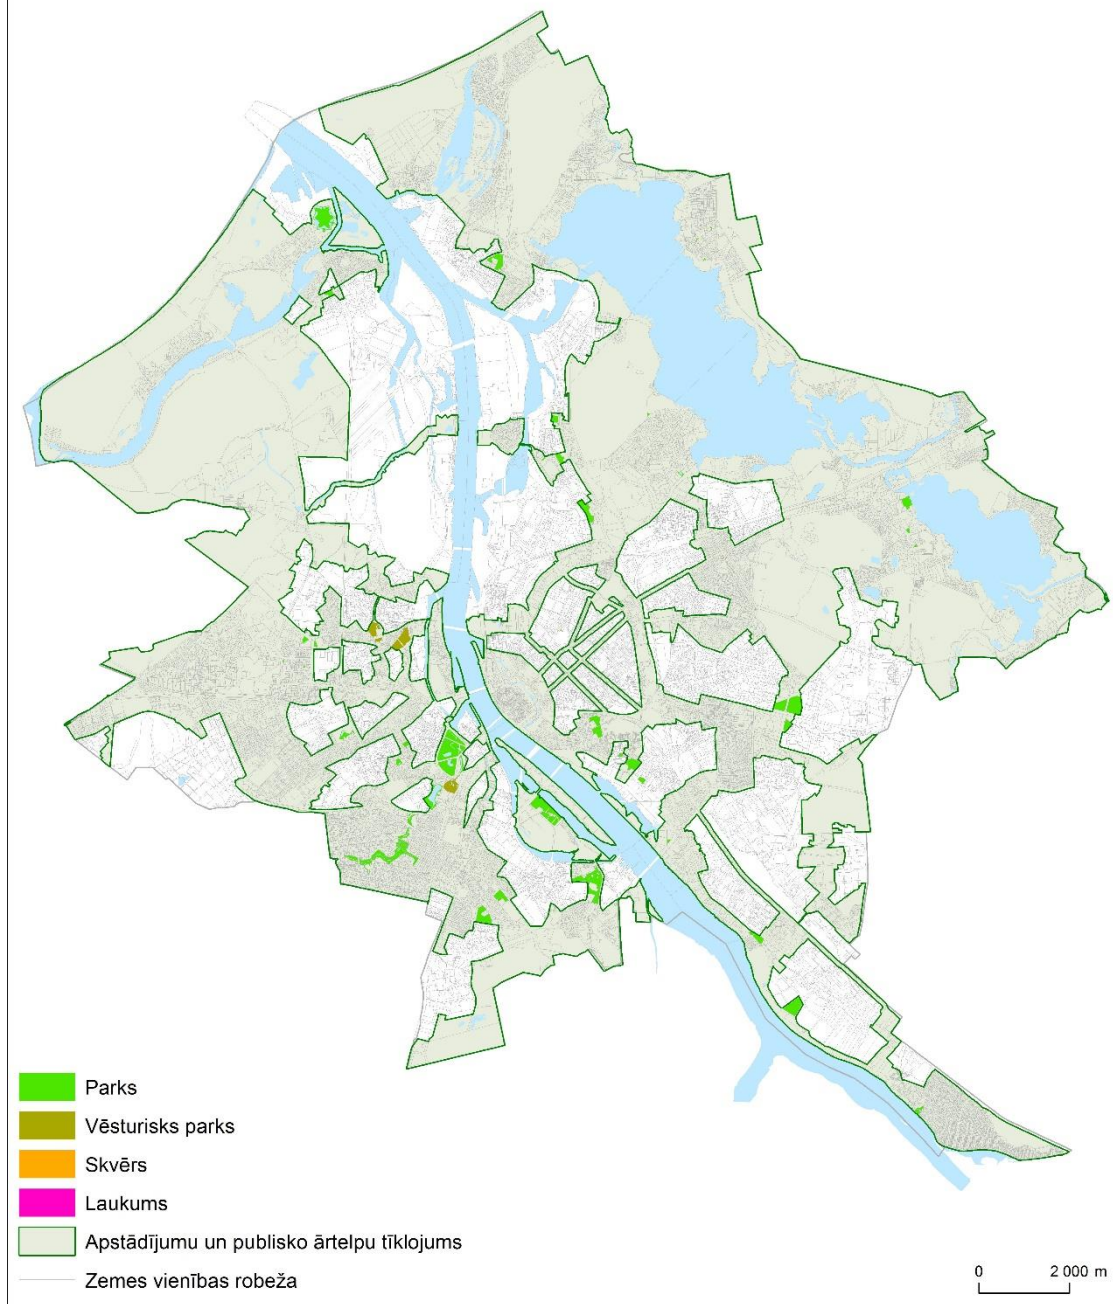 Parks
Vēsturisks parks
Skvērs
Laukums
Apstādījumu un publisko ārtelpu tīklojums
Zemes vienības robeža
0 2 000 m